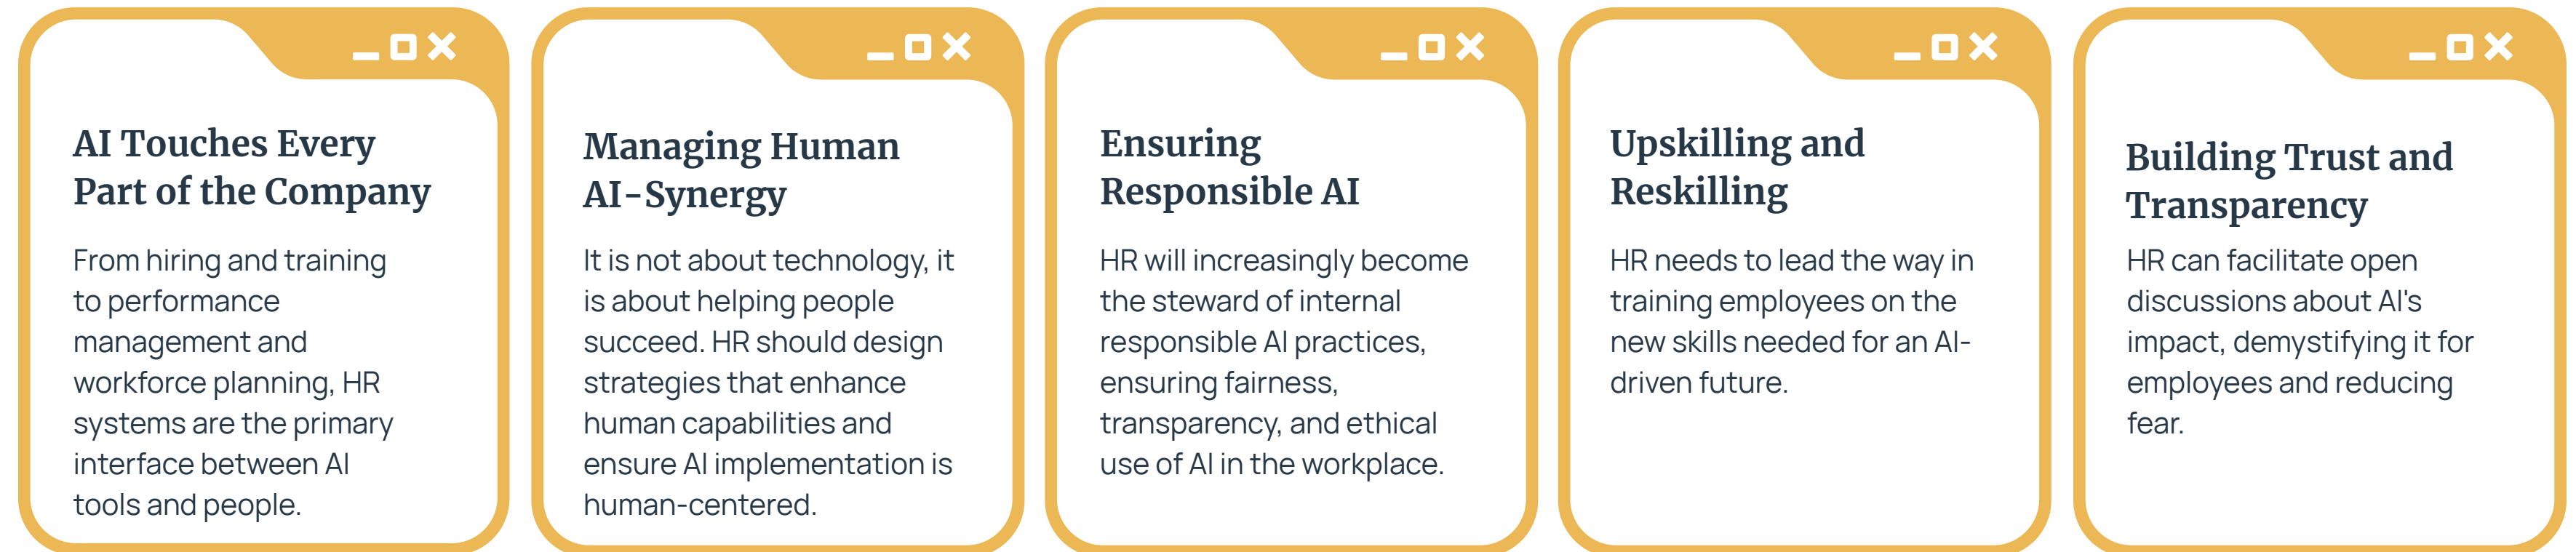 AI Touches Every
Part of the Company
From hiring and training
to performance
management and
workforce planning, HR
systems are the primary
interface between AI
tools and people.
Managing Human
AI-Synergy
It is not about technology, it
is about helping people
succeed. HR should design
strategies that enhance
human capabilities and
ensure AI implementation is
human-centered.
Ensuring
Responsible AI
HR will increasingly become
the steward of internal
responsible AI practices,
ensuring fairness,
transparency, and ethical
use of AI in the workplace.
Upskilling and
Reskilling
HR needs to lead the way in
training employees on the
new skills needed for an AI-
driven future.
Building Trust and
Transparency
HR can facilitate open
discussions about AI's
impact, demystifying it for
employees and reducing
fear.